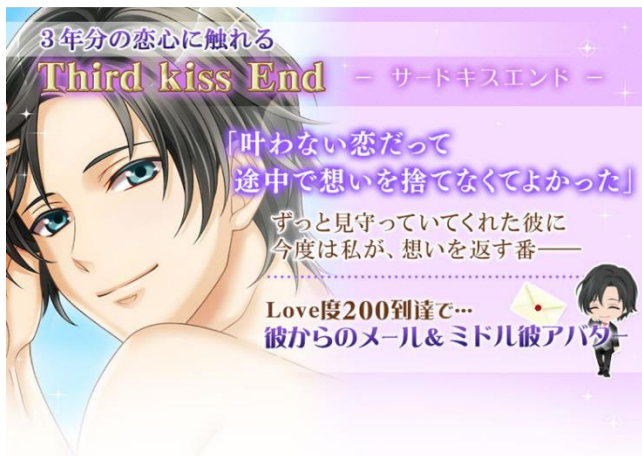 3年分の恋心に触れる
Third kiss End － サードキスエンド －
「叶わない恋だって
途中で想いを捨てなくてよかった」
ずっと見守っていてくれた彼に
今度は私が、想いを返す番――
Love度200到達で…
彼からのメール＆ミドル彼アバター